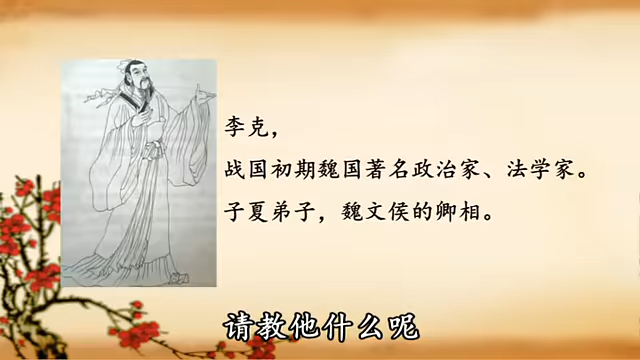 李克，
战国初期魏国著名政治家、法学家。
子夏弟子，魏文侯的卿相。
请教他什么呢